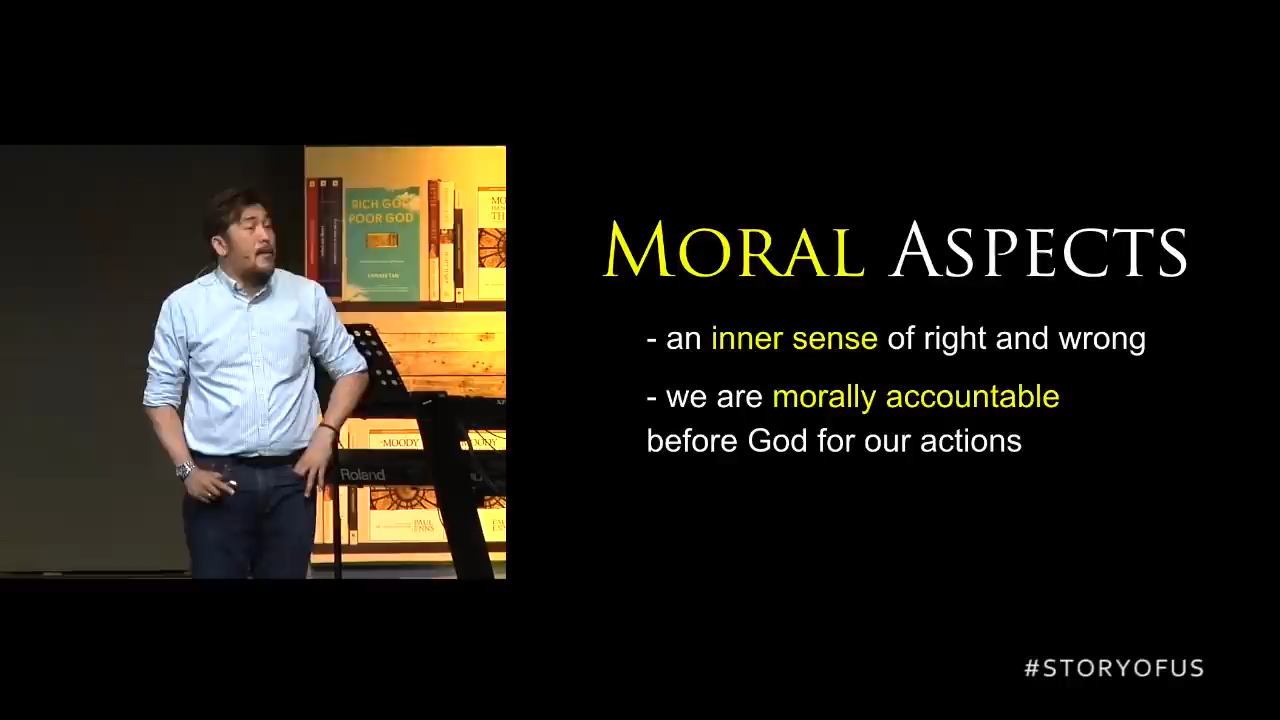 RICH GOD
POOR GOD
MORAL ASPECTS
- an inner sense of right and wrong
- we are morally accountable
before God for our actions
MOODY
Roland
PAUL
ENNS
#STORYOFUS